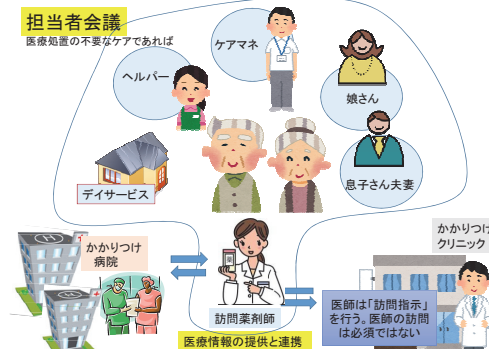 担当者会議
医療処置の不要なケアであれば
ケアマネ
ヘルパー
娘さん
息子さん夫妻
デイサービス
かかりつけ
病院
かかりつけ
クリニック
H
H
訪問薬剤師
医師は「訪問指示」
を行う。医師の訪問
は必須ではない
医療情報の提供と連携